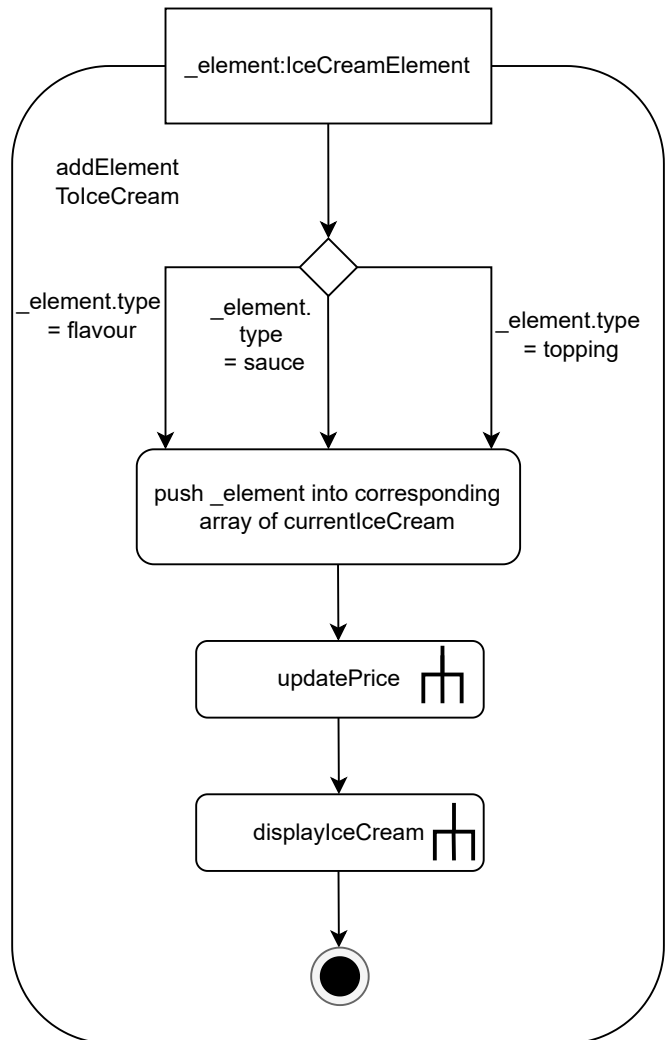 _element:IceCreamElement
addElement
ToIceCream
_element.type
= flavour
_element.
type
= sauce
_element.type
= topping
push _element into corresponding
array of currentIceCream
updatePrice
displayIceCream